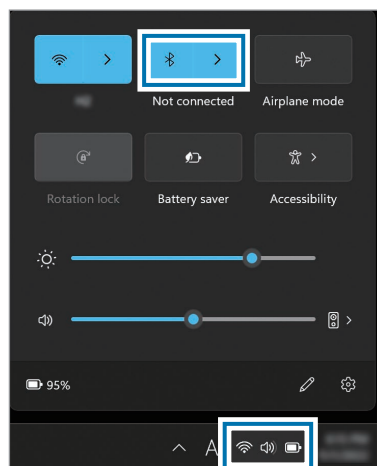 Not connected Airplane mode
Rotation lock Battery saver Accessibility
95%
A